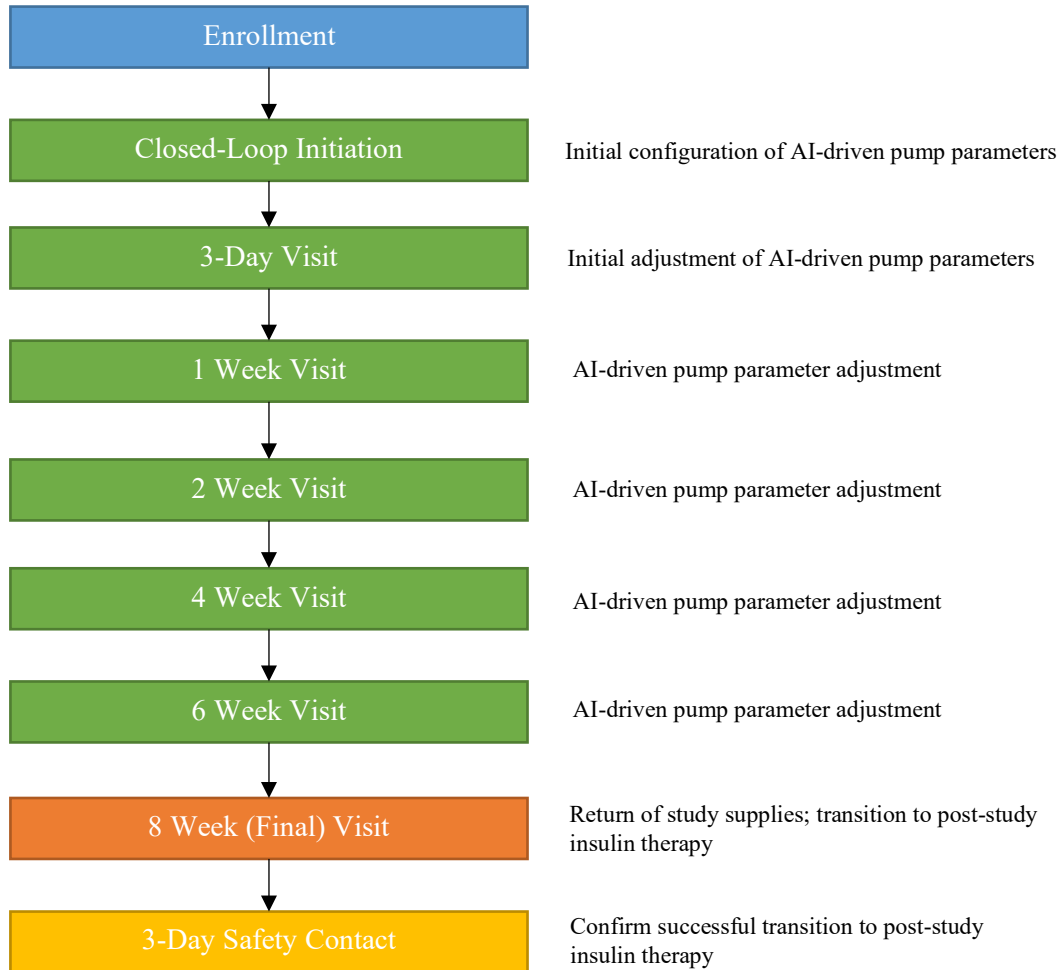 Enrollment
Closed-Loop Initiation
Initial configuration of AI-driven pump parameters
3-Day Visit
Initial adjustment of AI-driven pump parameters
1 Week Visit
AI-driven pump parameter adjustment
2 Week Visit
AI-driven pump parameter adjustment
4 Week Visit
AI-driven pump parameter adjustment
6 Week Visit
AI-driven pump parameter adjustment
8 Week (Final) Visit
Return of study supplies; transition to post-study
insulin therapy
3-Day Safety Contact
Confirm successful transition to post-study
insulin therapy